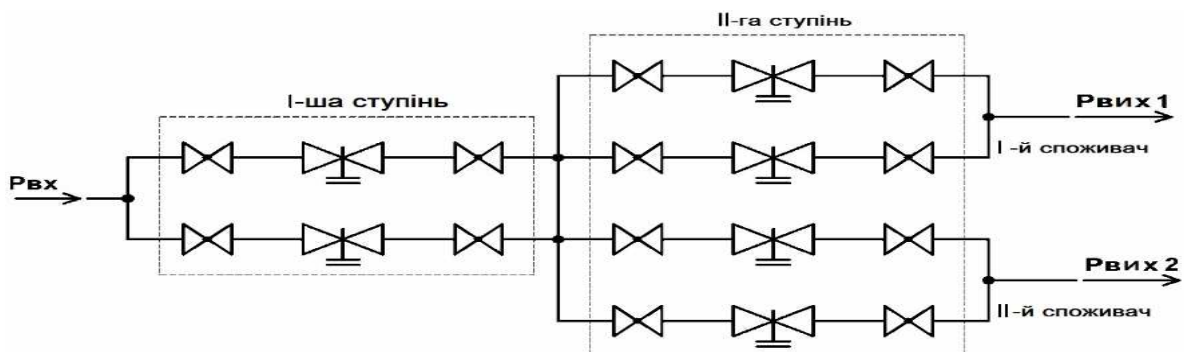 ІІ-га ступінь
І-ша ступінь
Рвих 1
І -й споживач
Рвх
Рвих 2
ІІ-й споживач